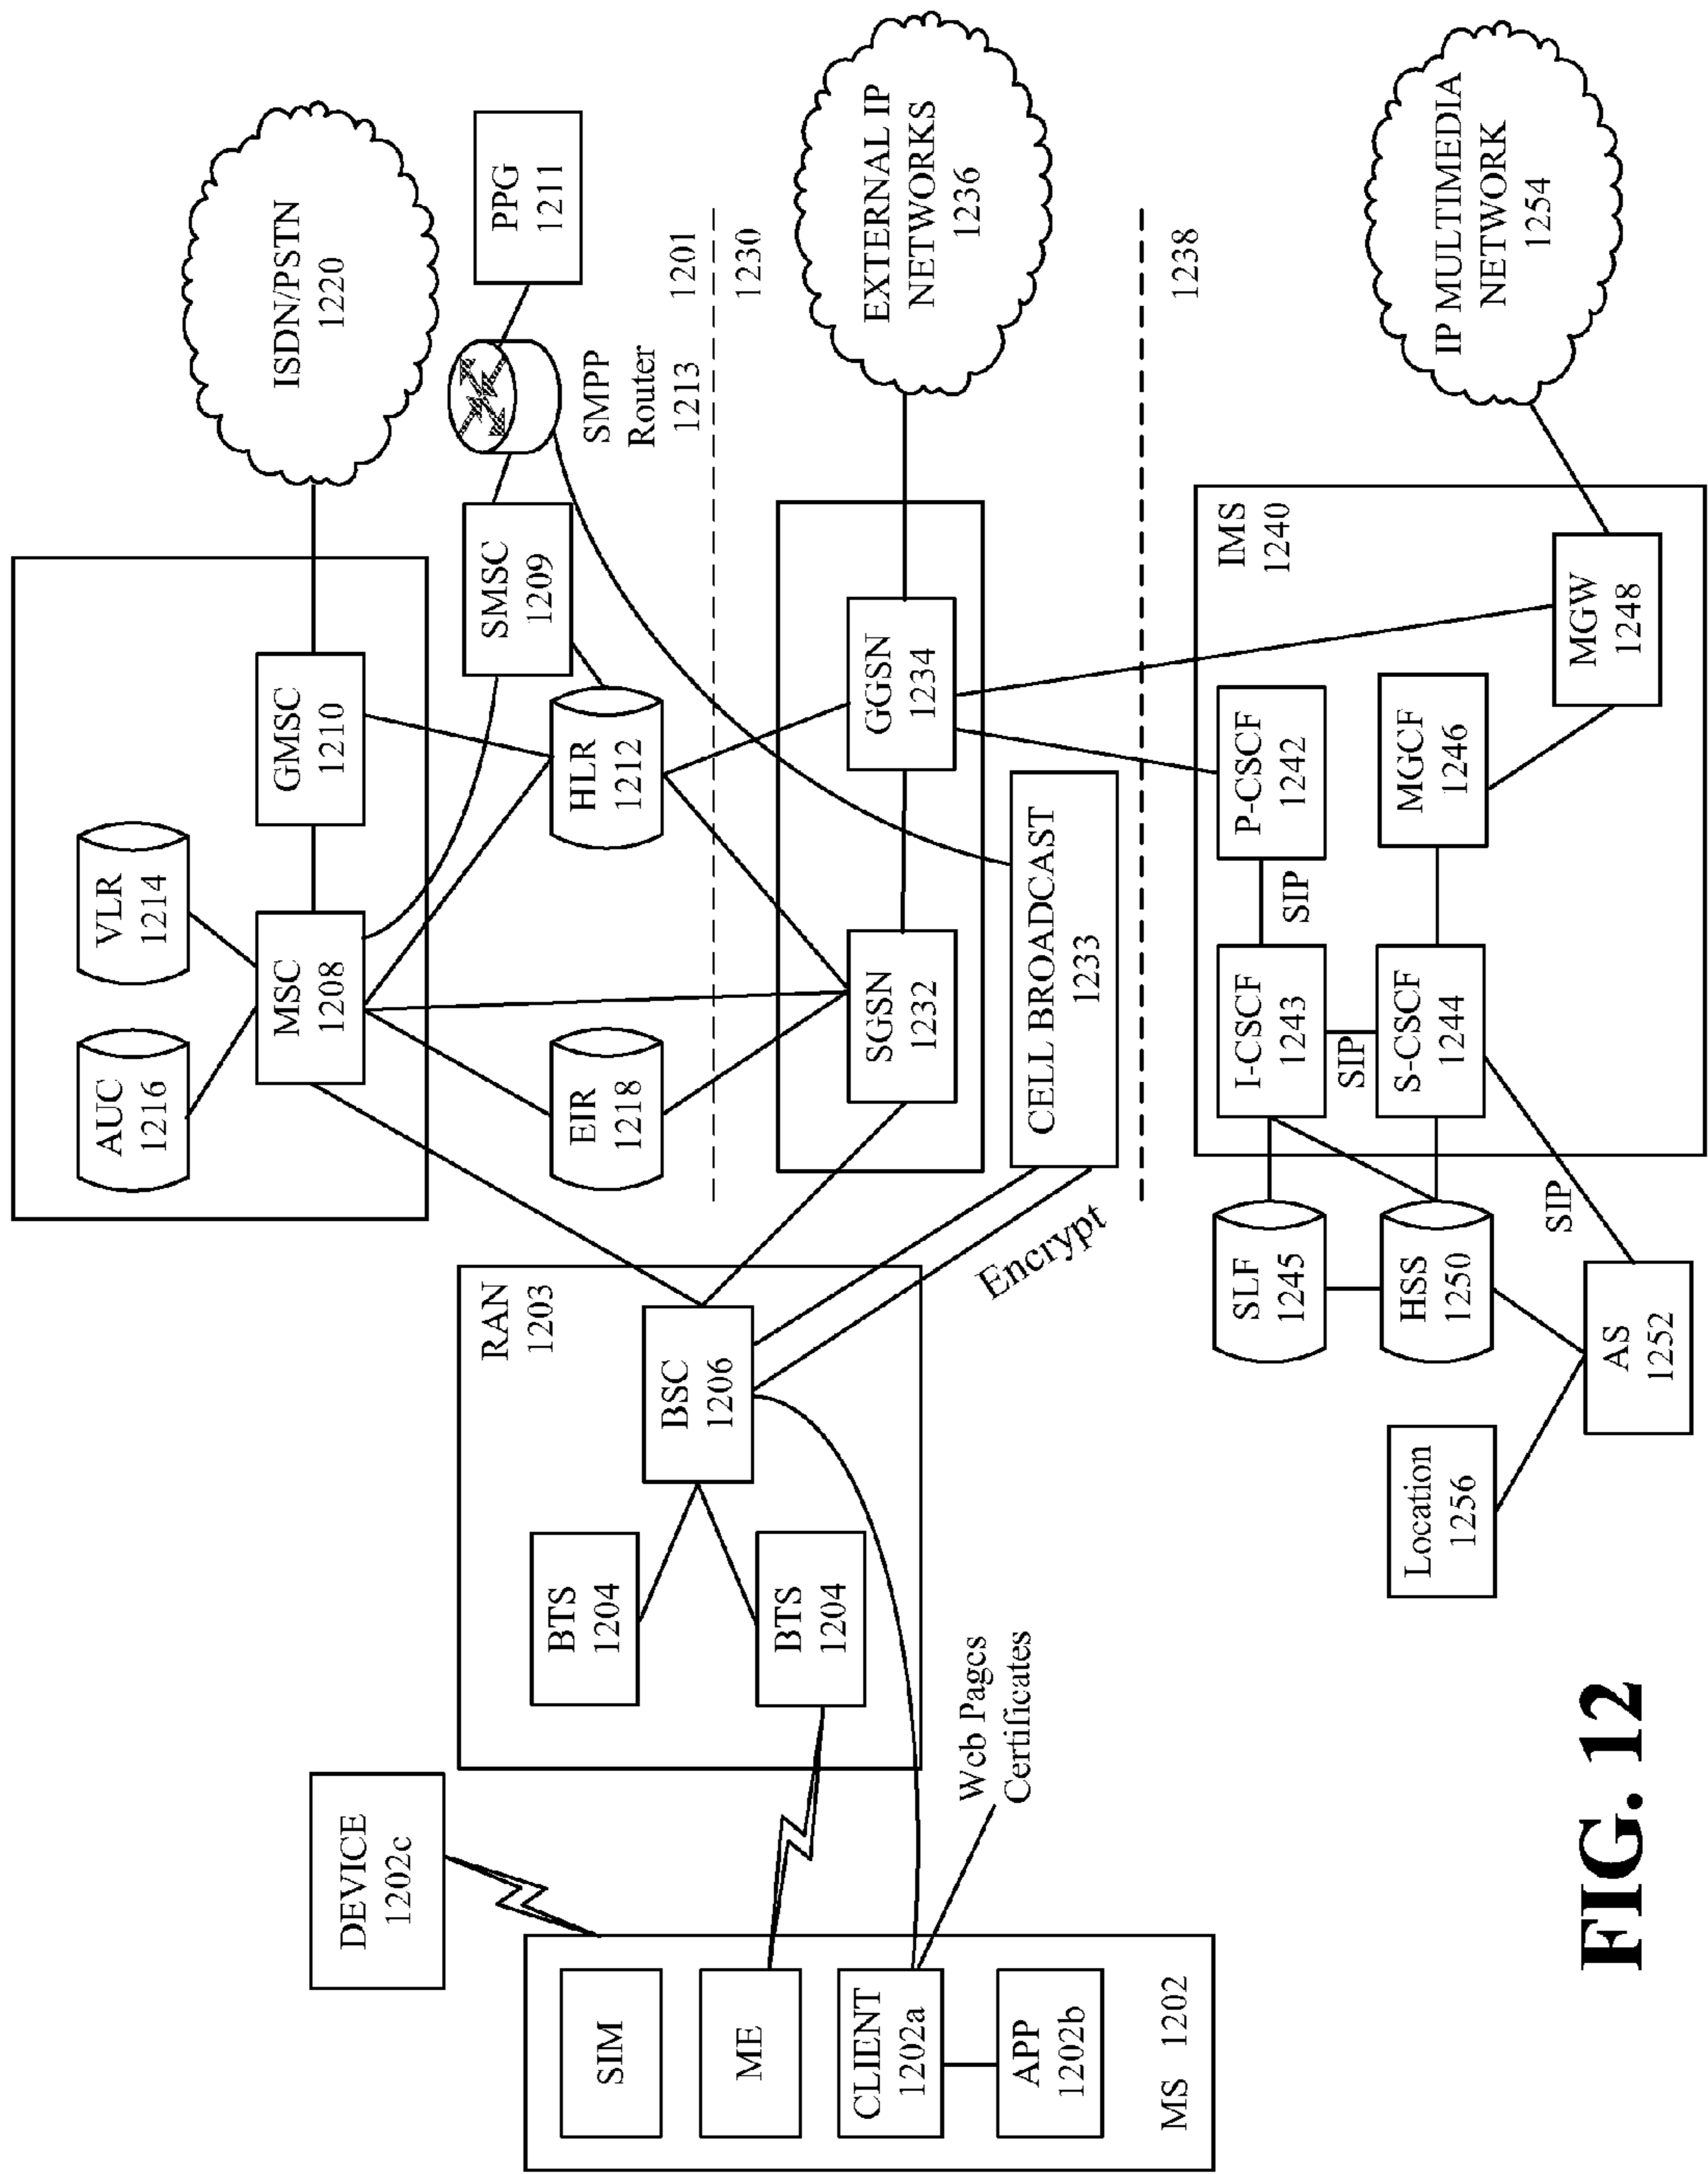 AUC
1216
VLR
1214
MSC
1208
GMSC
1210
ISDN/PSTN
1220
DEVICE
1202c
SIM
ME
CLIENT
1202a
APP
1202b
MS 1202
RAN
1203
BTS
1204
BTS
1204
BSC
1206
EIR
1218
HLR
1212
SMSC
1209
PPG
1211
SMPP
Router
1213
1201
1230
SGSN
1232
GGSN
1234
EXTERNAL IP
NETWORKS
1236
CELL BROADCAST
1233
Encrypt
Web Pages
Certificates
1238
IMS
1240
I-CSCF
1243
SIP
P-CSCF
1242
SIP
S-CSCF
1244
MGCF
1246
MGW
1248
IP MULTIMEDIA
NETWORK
1254
SLF
1245
HSS
1250
SIP
Location
1256
AS
1252
FIG. 12